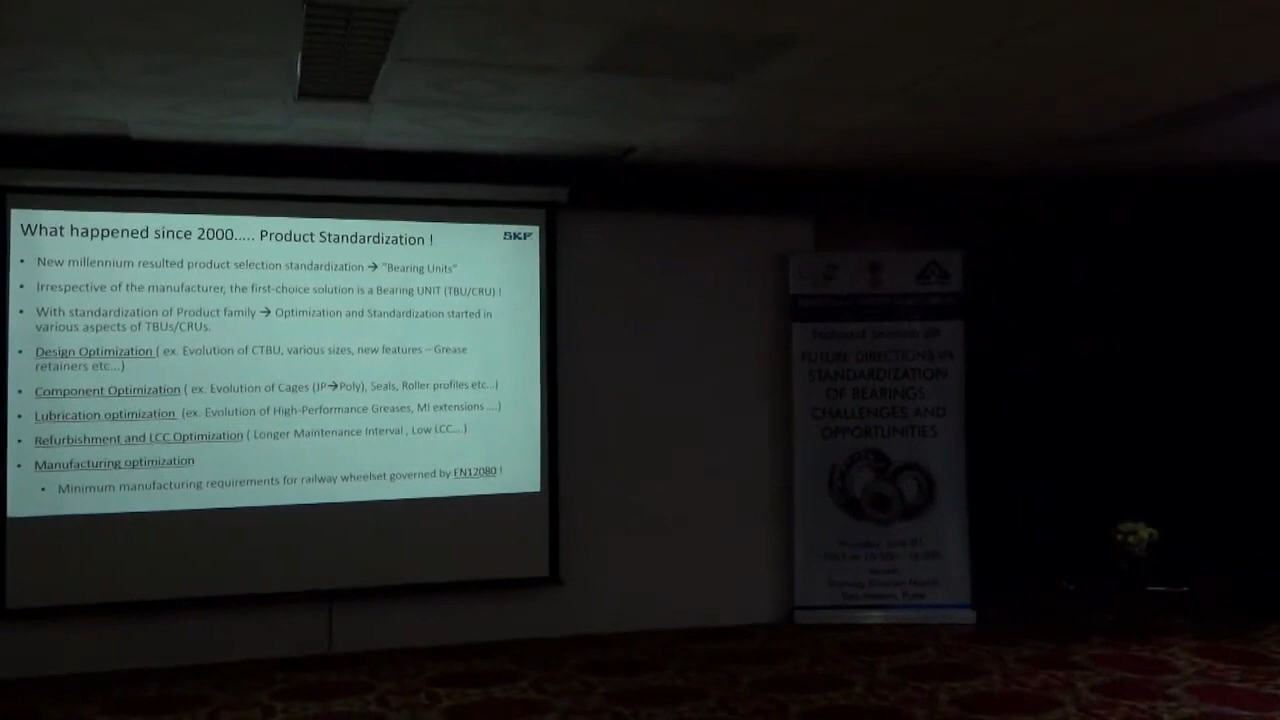 What happened since 2000..... Product Standardization !
SKF
• New millennium resulted product selection standardization → "Bearing Units"
• Irrespective of the manufacturer, the first-choice solution is a Bearing UNIT (TBU/CRU) !
• With standardization of Product family → Optimization and Standardization started in
various aspects of TBUs/CRUs.
• Design Optimization ( ex. Evolution of CTBU, various sizes, new features – Grease
retainers etc...)
• Component Optimization ( ex. Evolution of Cages (JP→Poly), Seals, Roller profiles etc...)
• Lubrication optimization (ex. Evolution of High-Performance Greases, MI extensions ....)
• Refurbishment and LCC Optimization ( Longer Maintenance Interval , Low LCC....)
• Manufacturing optimization
• Minimum manufacturing requirements for railway wheelset governed by EN12080 !
FUTURE DIRECTIONS IN
STANDARDIZATION
OF BEARINGS:
CHALLENGES AND
OPPORTUNITIES